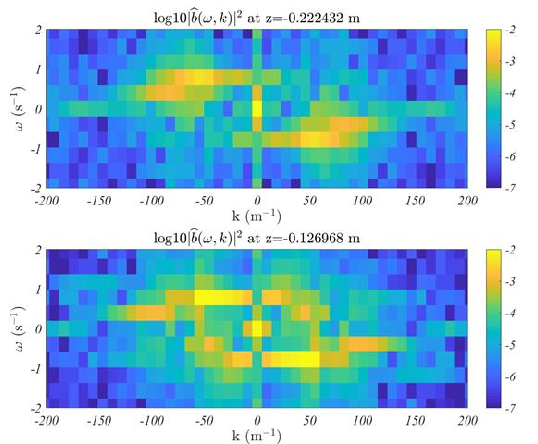 log10|b̂(ω, k)|² at z=-0.222432 m
2
1
0
-1
-2
ω (s⁻¹)
-200 -150 -100 -50 0 50 100 150 200
k (m⁻¹)
-2
-3
-4
-5
-6
-7
log10|b̂(ω, k)|² at z=-0.126968 m
2
1
0
-1
-2
ω (s⁻¹)
-200 -150 -100 -50 0 50 100 150 200
k (m⁻¹)
-2
-3
-4
-5
-6
-7